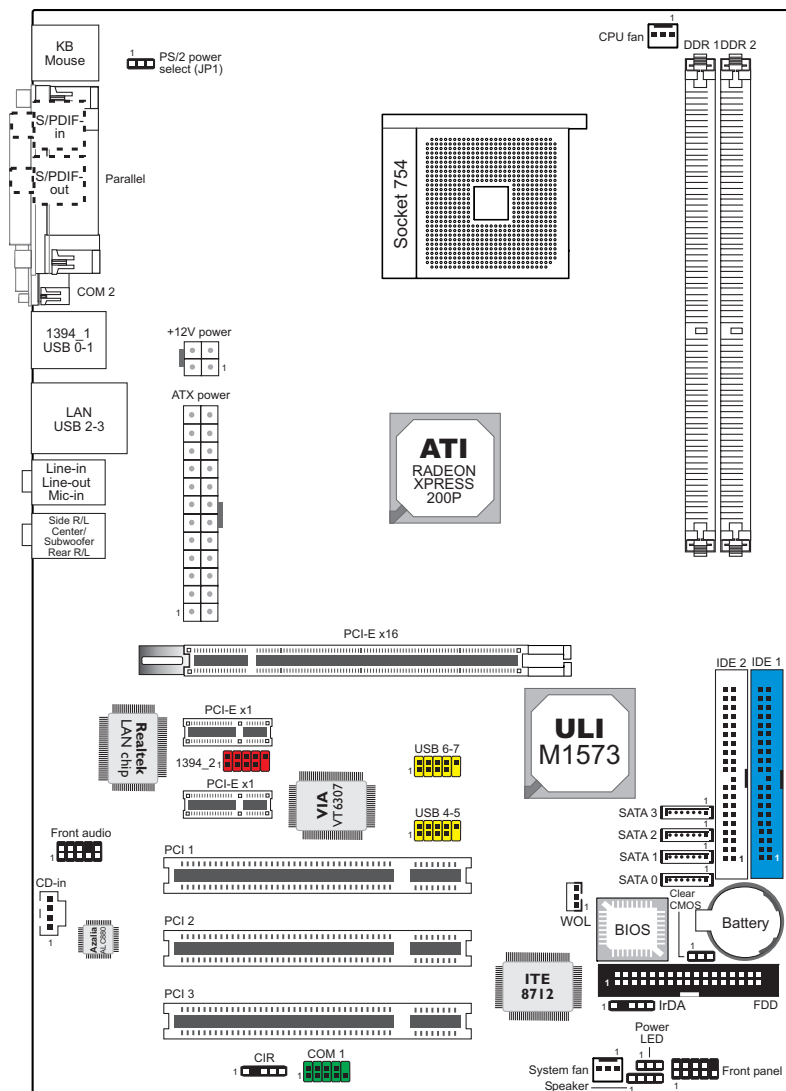 KB
Mouse
1
PS/2 power
select (JP1)
CPU fan
1
DDR 1
DDR 2
S/PDIF-
in
S/PDIF-
out
Parallel
Socket 754
COM 2
1394_1
USB 0-1
+12V power
1
LAN
USB 2-3
ATX power
1
ATI
RADEON
XPRESS
200P
Line-in
Line-out
Mic-in
Side R/L
Center/
Subwoofer
Rear R/L
PCI-E x16
IDE 2
IDE 1
1
1
Realtek
LAN chip
PCI-E x1
1394_2
1
PCI-E x1
VIA
VT6307
USB 6-7
1
USB 4-5
1
ULI
M1573
SATA 3
1
SATA 2
1
SATA 1
1
SATA 0
1
Front audio
1
CD-in
1
Azalia
ALC880
PCI 1
PCI 2
PCI 3
WOL
1
BIOS
Clear
CMOS
1
Battery
ITE
8712
1
FDD
1
IrDA
CIR
1
COM 1
1
Power
LED
1
System fan
1
Speaker
1
Front panel
1